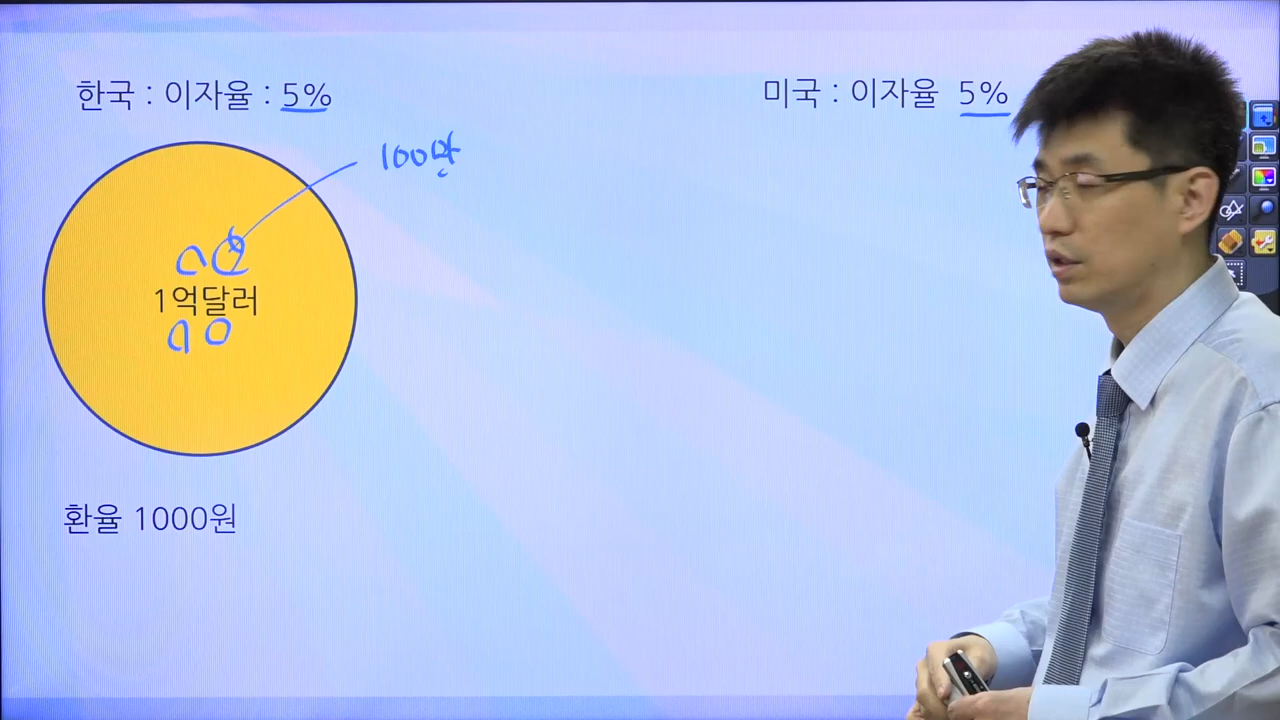 한국 : 이자율 : 5%
미국 : 이자율 5%
100만
1억달러
환율 1000원